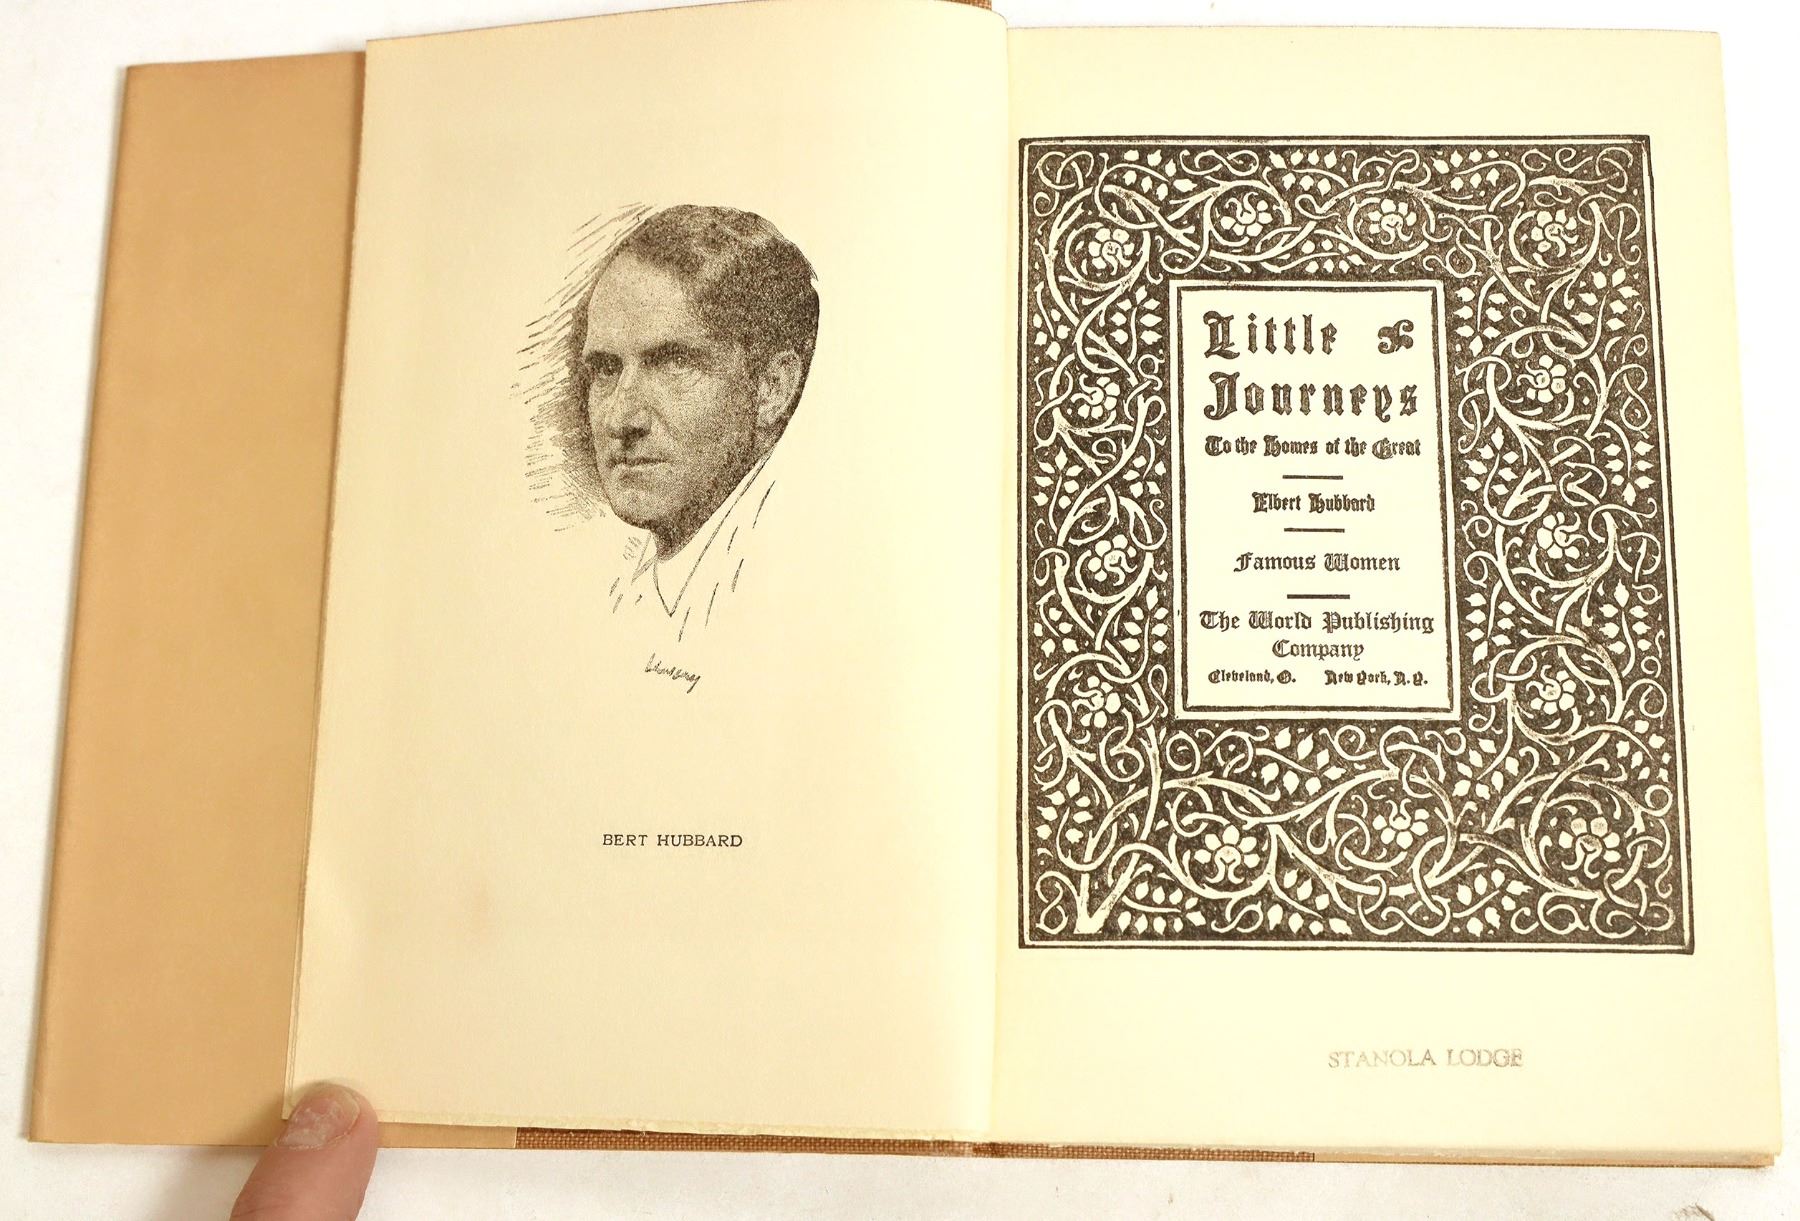 BERT HUBBARD
Little &
Journeys
To the Homes of the Great
Elbert Hubbard
Famous Women
The World Publishing
Company
Cleveland, O. New York, N. Y.
STANOLA LODGE